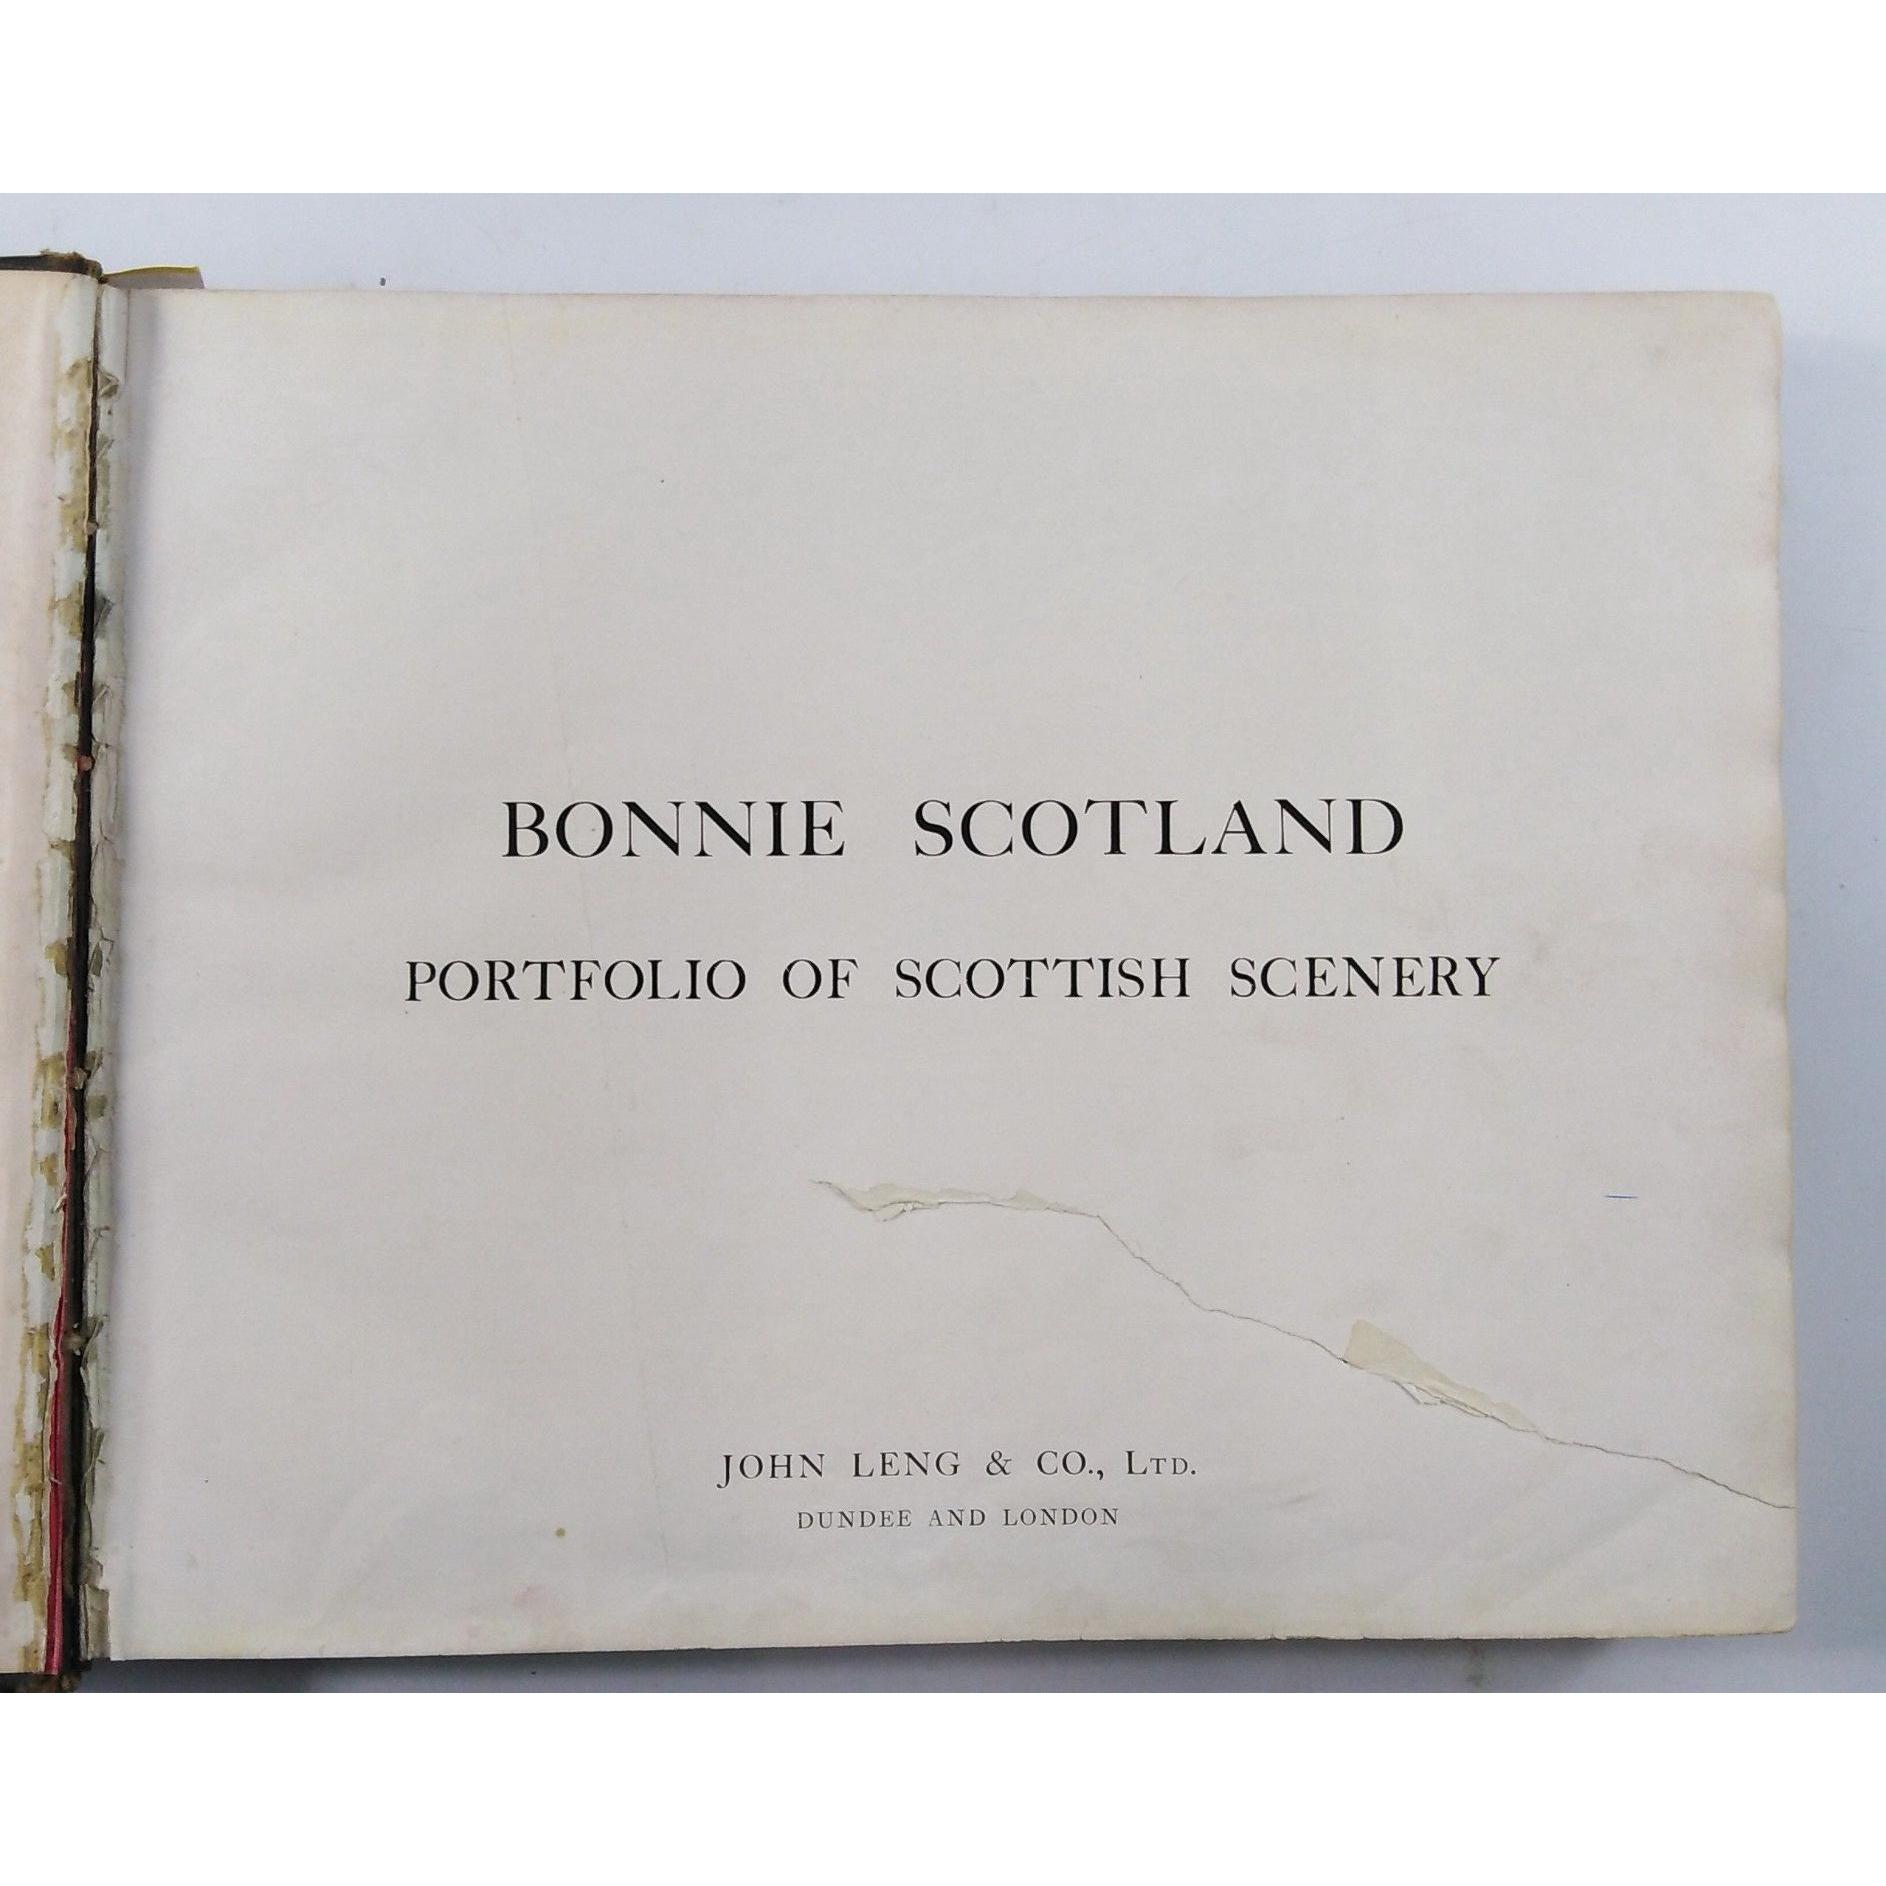 BONNIE SCOTLAND
PORTFOLIO OF SCOTTISH SCENERY
JOHN LENG & CO., LTD.
DUNDEE AND LONDON